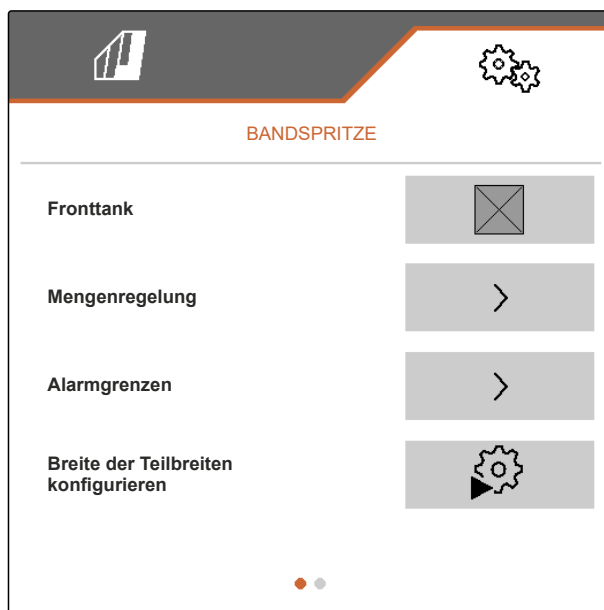 BANDSPRITZE
Fronttank
Mengenregelung
Alarmgrenzen
Breite der Teilbreiten
konfigurieren